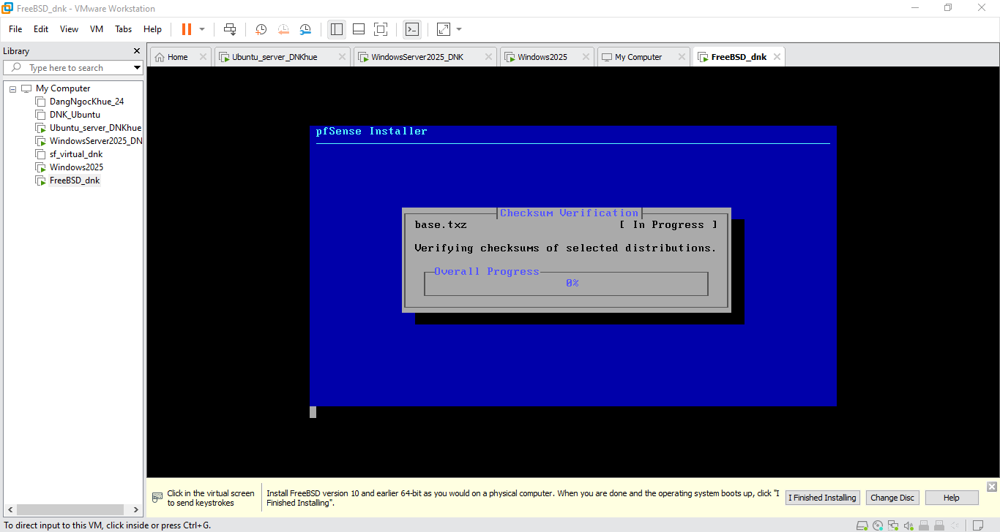 FreeBSD_dnk - VMware Workstation
File Edit View VM Tabs Help
Library
Type here to search
My Computer
DangNgocKhue_24
DNK_Ubuntu
Ubuntu_server_DNKhue
WindowsServer2025_DN
sf_virtual_dnk
Windows2025
FreeBSD_dnk
Home Ubuntu_server_DNKhue WindowsServer2025_DNK Windows2025 My Computer FreeBSD_dnk
pfSense Installer
Checksum Verification
base.txz [ In Progress ]
Verifying checksums of selected distributions.
Overall Progress
0%
Click in the virtual screen
to send keystrokes
Install FreeBSD version 10 and earlier 64-bit as you would on a physical computer. When you are done and the operating system boots up, click "I
Finished Installing".
I Finished Installing Change Disc Help
To direct input to this VM, click inside or press Ctrl+G.